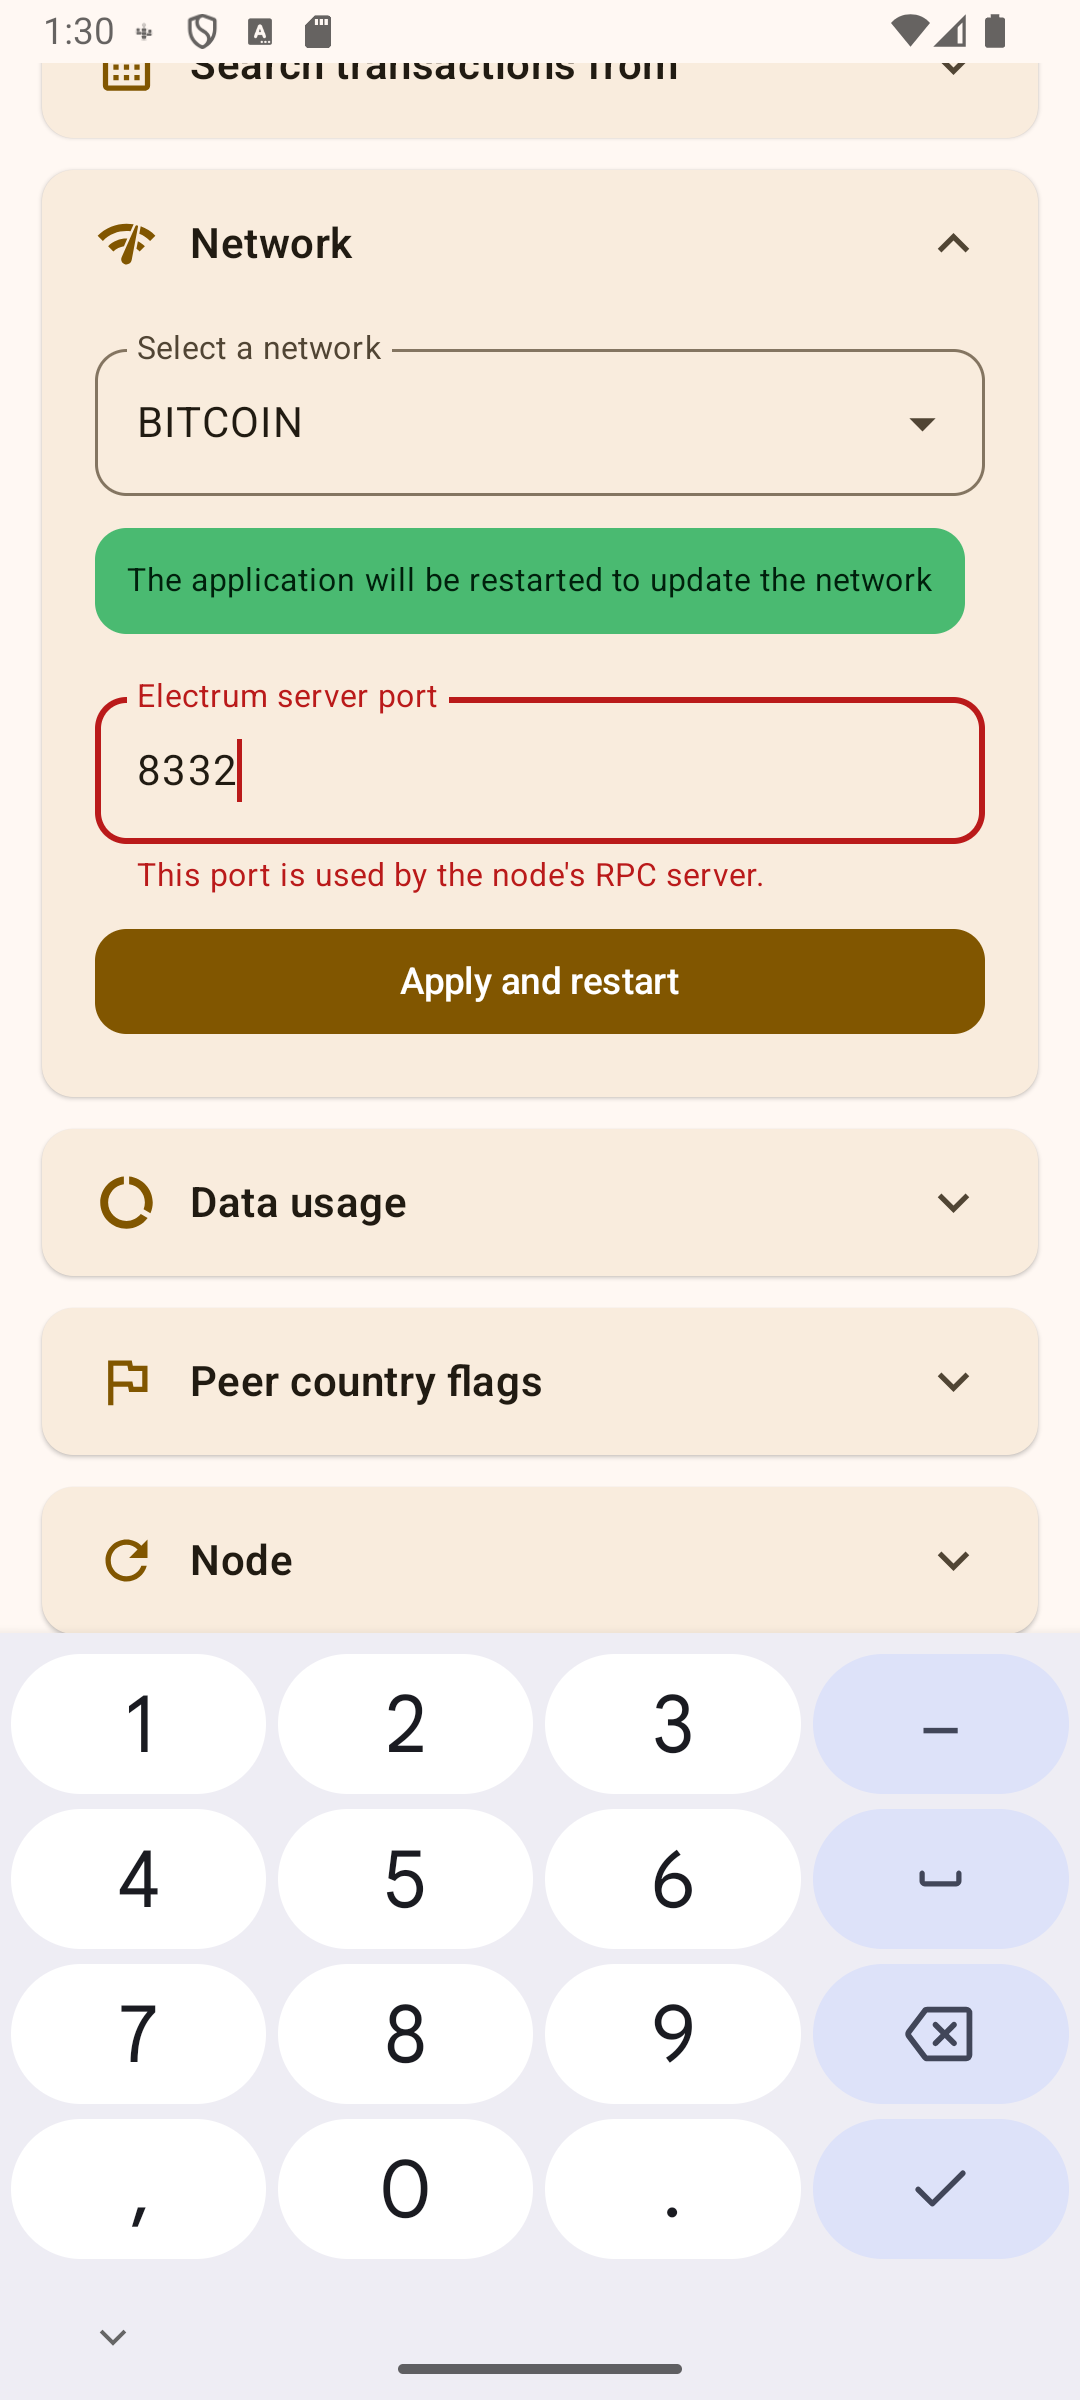 1:30
Search transactions from
Network
Select a network
BITCOIN
The application will be restarted to update the network
Electrum server port
8332
This port is used by the node's RPC server.
Apply and restart
Data usage
Peer country flags
Node
1 2 3 –
4 5 6
7 8 9
, 0 .